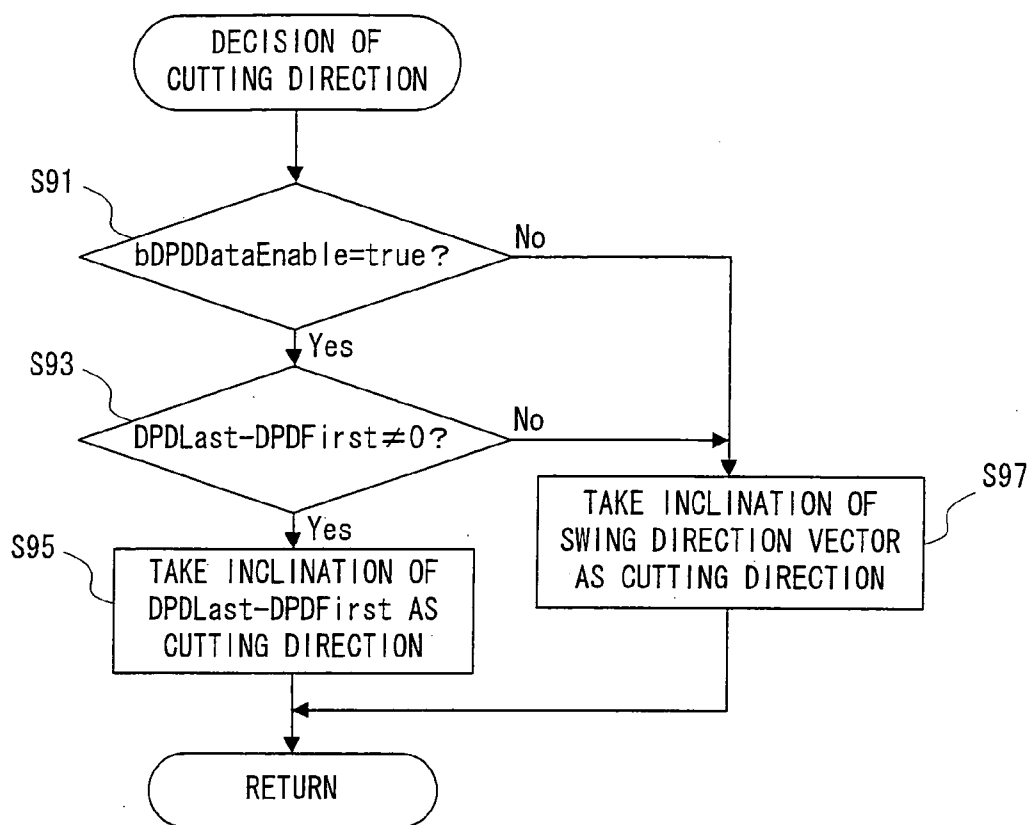 DECISION OF
CUTTING DIRECTION
S91
bDPDDataEnable=true?
No
Yes
S93
DPDLast-DPDFirst≠0?
No
Yes
S97
TAKE INCLINATION OF
SWING DIRECTION VECTOR
AS CUTTING DIRECTION
S95
TAKE INCLINATION OF
DPDLast-DPDFirst AS
CUTTING DIRECTION
RETURN